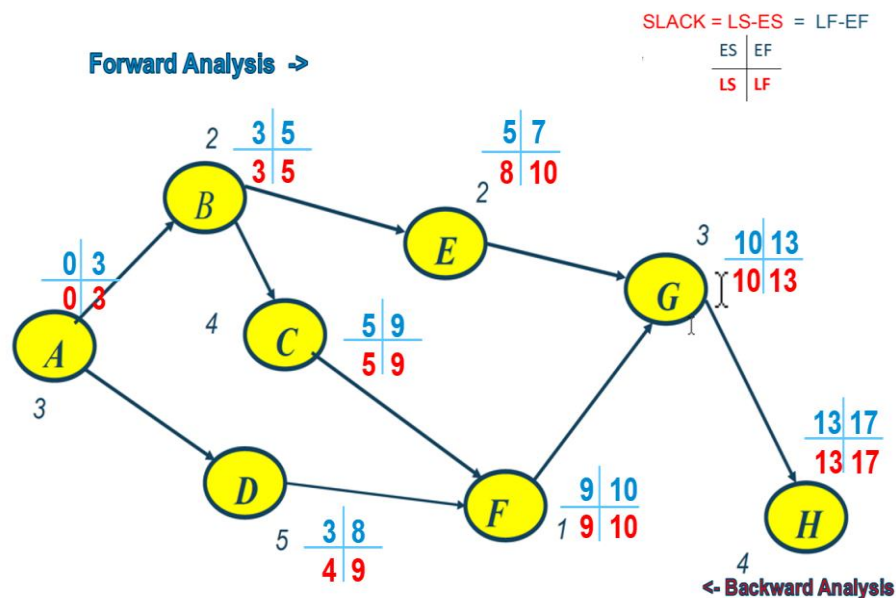 SLACK = LS-ES = LF-EF
ES EF
LS LF
Forward Analysis ->
2
3 5
3 5
B
5 7
8 10
2
E
3
10 13
10 13
G
0 3
0 3
A
3
4
C
5 9
5 9
D
5
3 8
4 9
F
1
9 10
9 10
13 17
13 17
H
4
<- Backward Analysis